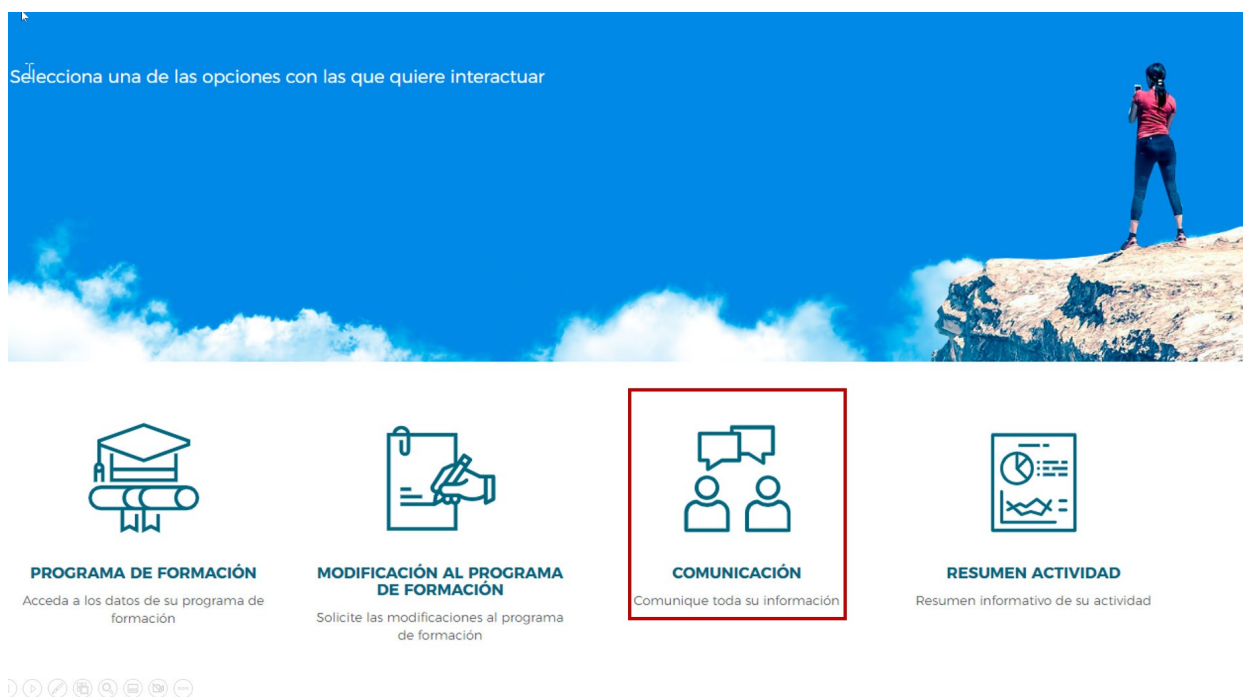 Selecciona una de las opciones con las que quiere interactuar
PROGRAMA DE FORMACIÓN
Acceda a los datos de su programa de
formación
MODIFICACIÓN AL PROGRAMA
DE FORMACIÓN
Solicite las modificaciones al programa
de formación
COMUNICACIÓN
Comunique toda su información
RESUMEN ACTIVIDAD
Resumen informativo de su actividad